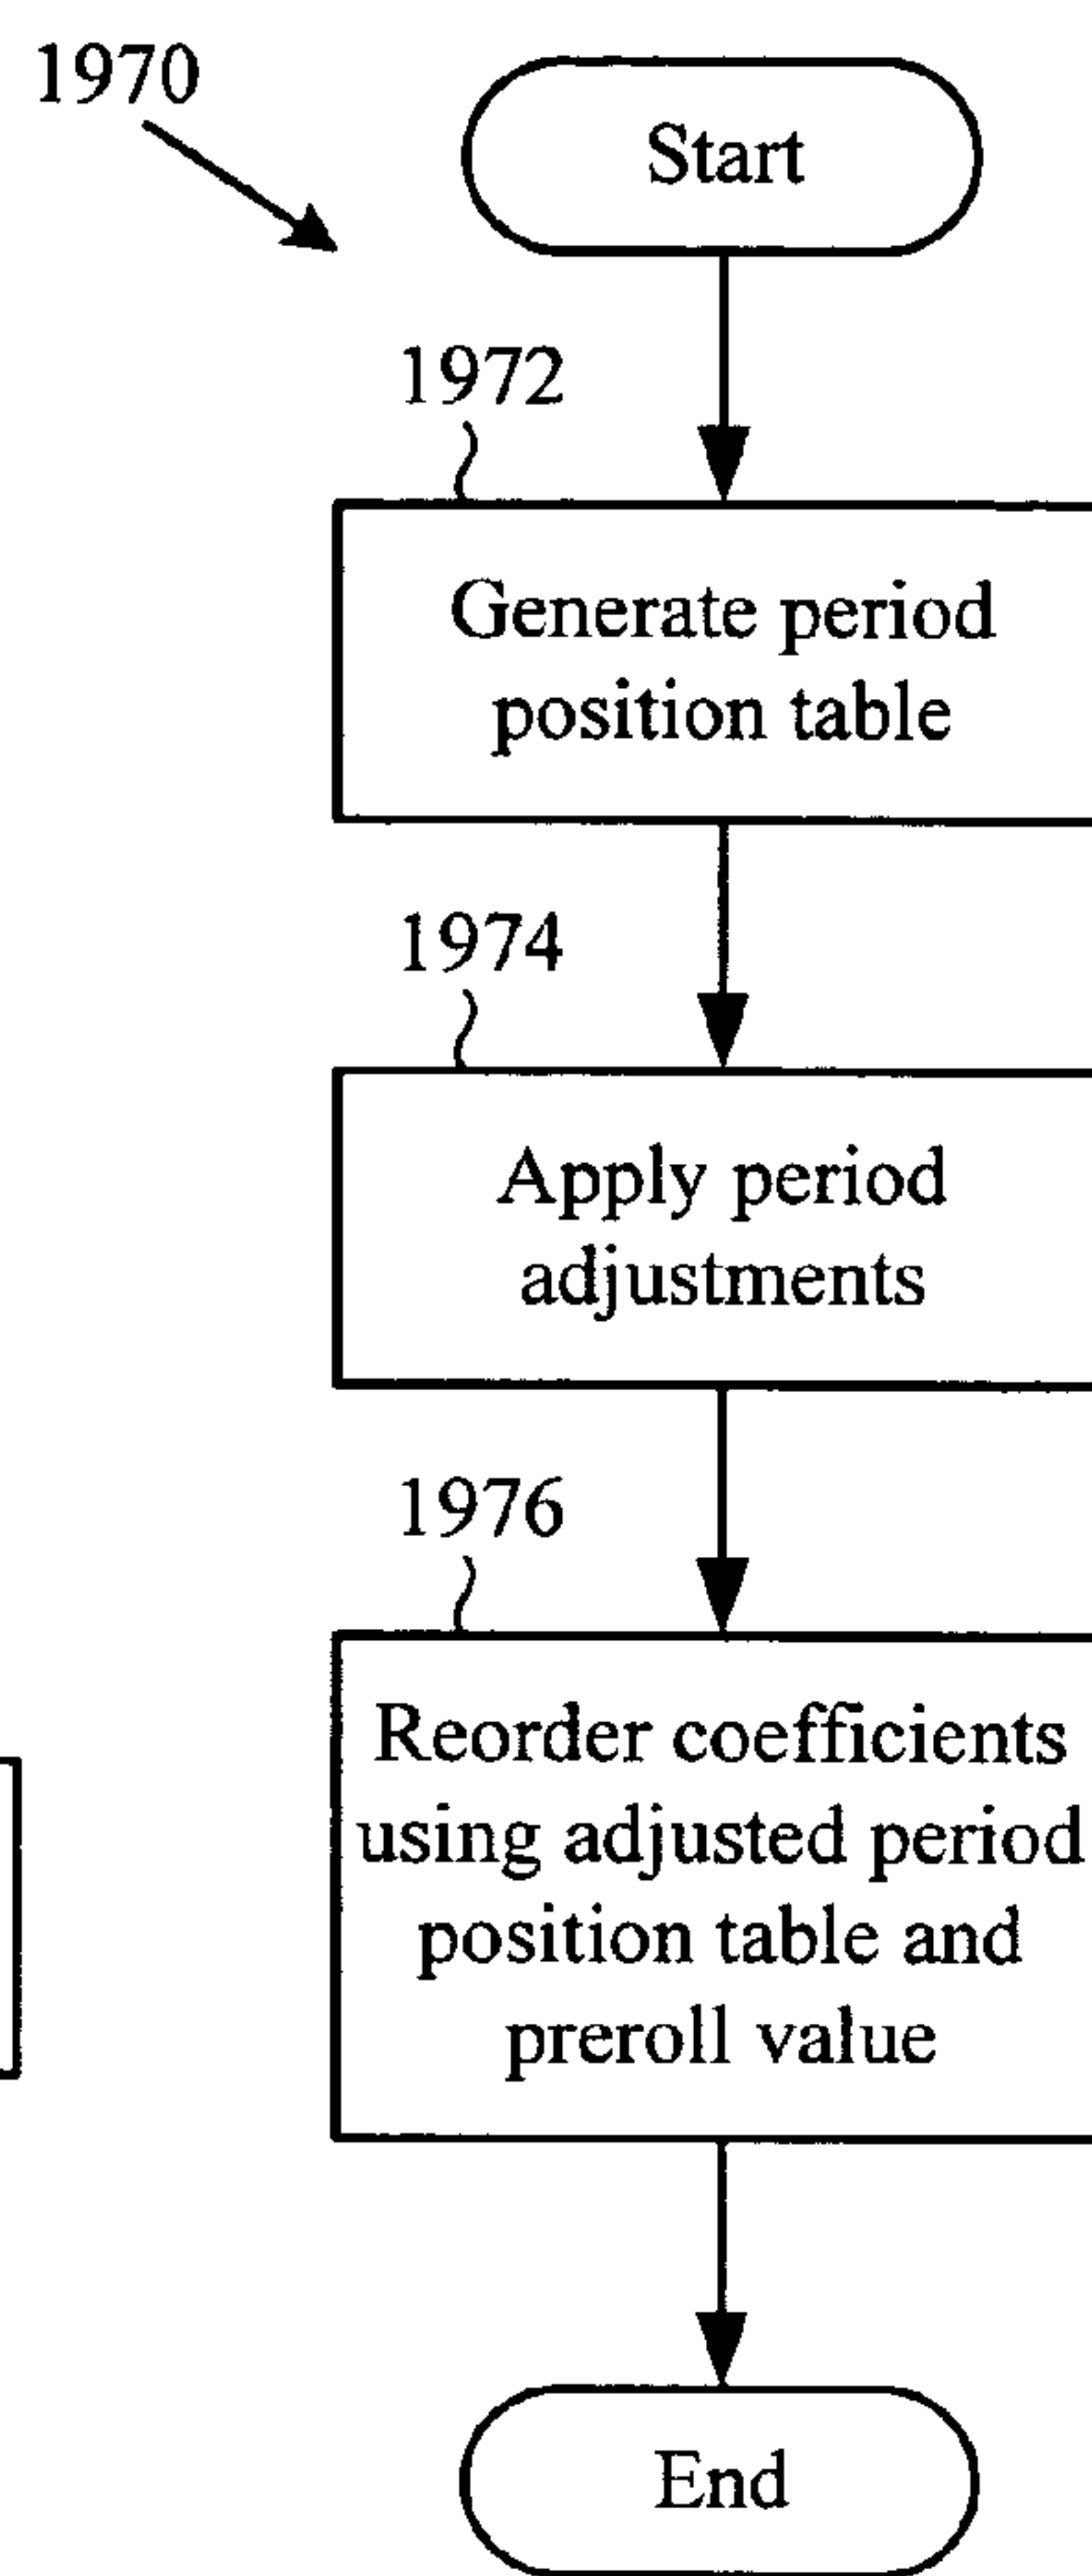 1970
Start
1972
Generate period
position table
1974
Apply period
adjustments
1976
Reorder coefficients
using adjusted period
position table and
preroll value
End